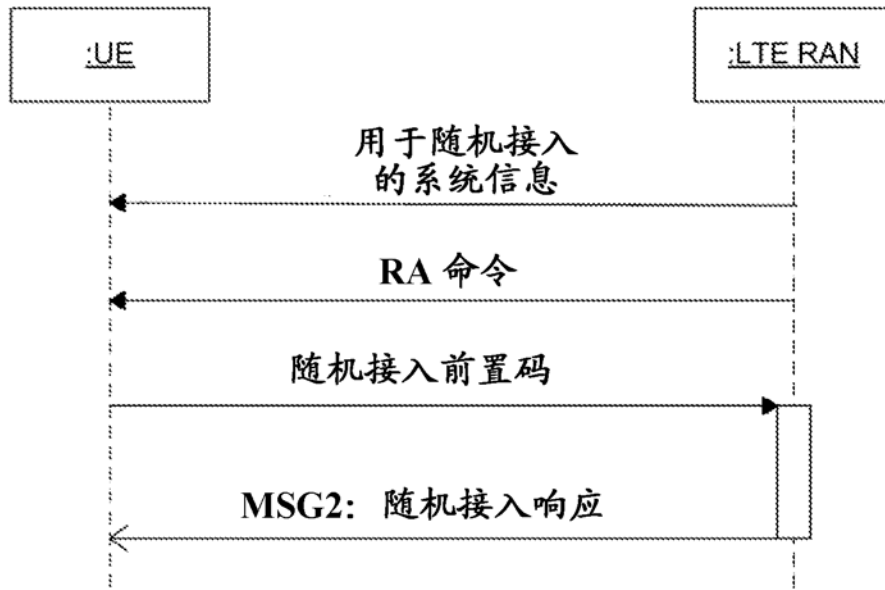 :UE
:LTE RAN
用于随机接入
的系统信息
RA 命令
随机接入前置码
MSG2: 随机接入响应